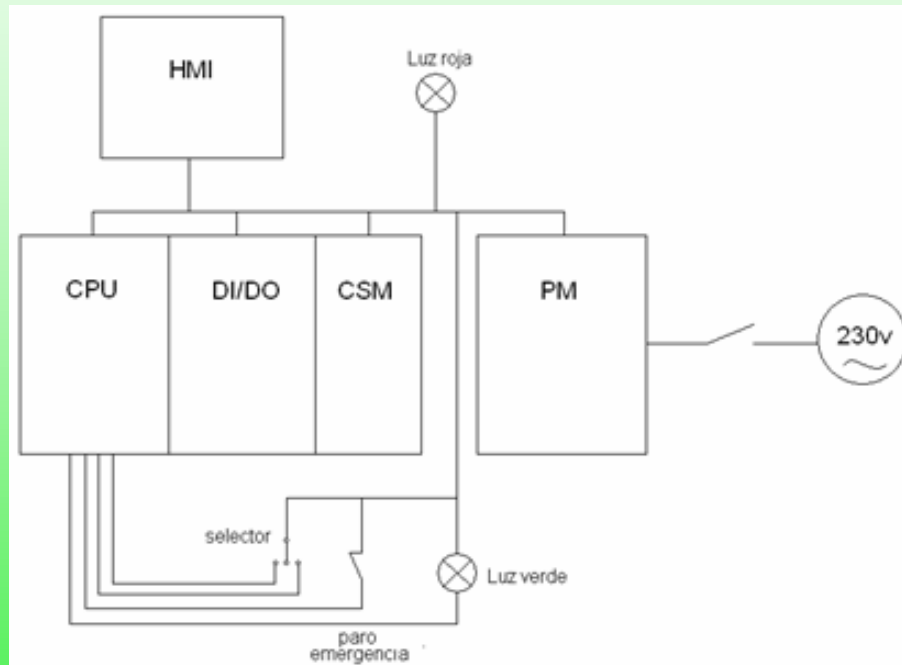 HMI
Luz roja
CPU
DI/DO
CSM
PM
230v
selector
Luz verde
paro
emergencia